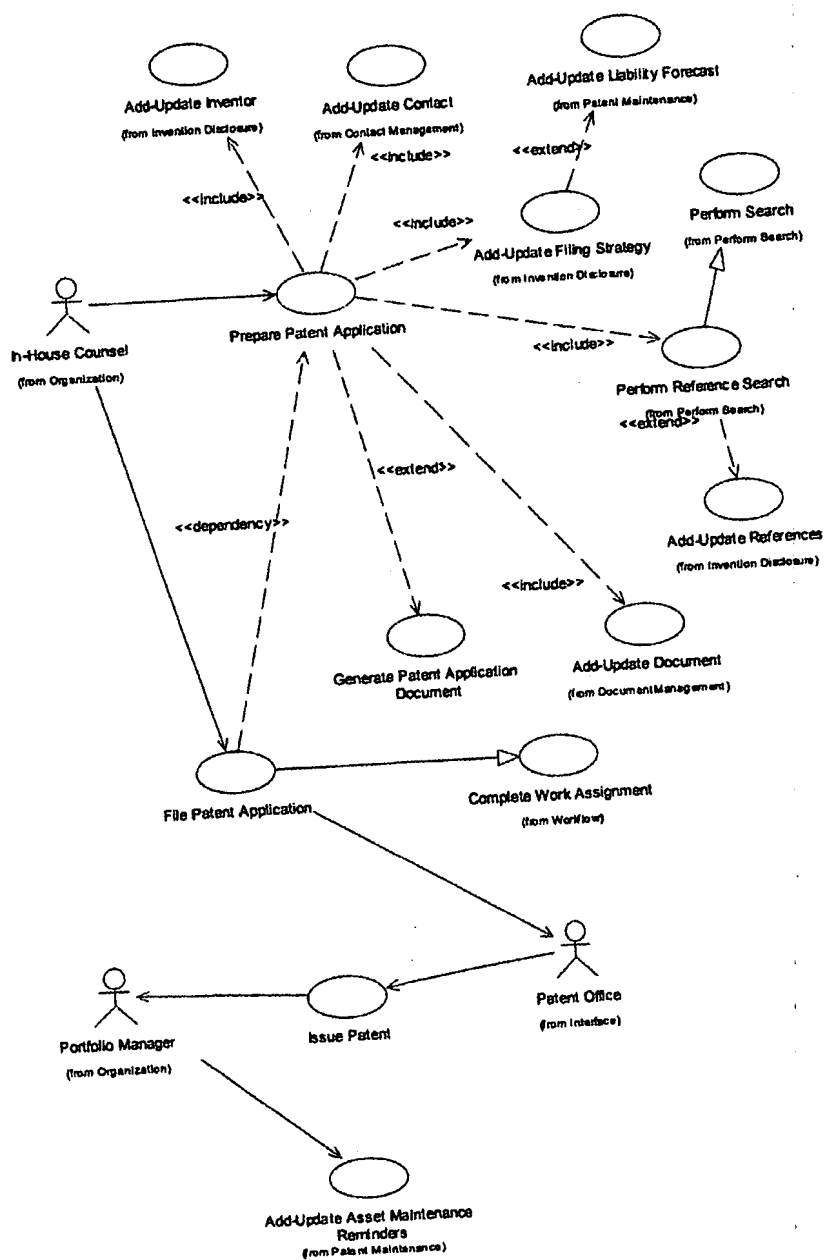 Add-Update Liability Forecast
(from Patent Maintenance)
Add-Update Inventor
(from Invention Disclosure)
Add-Update Contact
(from Contact Management)
<<include>>
<<extend>>
<<include>>
<<include>>
Perform Search
(from Perform Search)
Add-Update Filing Strategy
(from Invention Disclosure)
Prepare Patent Application
<<include>>
In-House Counsel
(from Organization)
Perform Reference Search
(from Perform Search)
<<extend>>
<<extend>>
<<dependency>>
Add-Update References
(from Invention Disclosure)
<<include>>
Generate Patent Application
Document
Add-Update Document
(from Document Management)
File Patent Application
Complete Work Assignment
(from Workflow)
Patent Office
(from Interface)
Issue Patent
Portfolio Manager
(from Organization)
Add-Update Asset Maintenance
Reminders
(from Patent Maintenance)